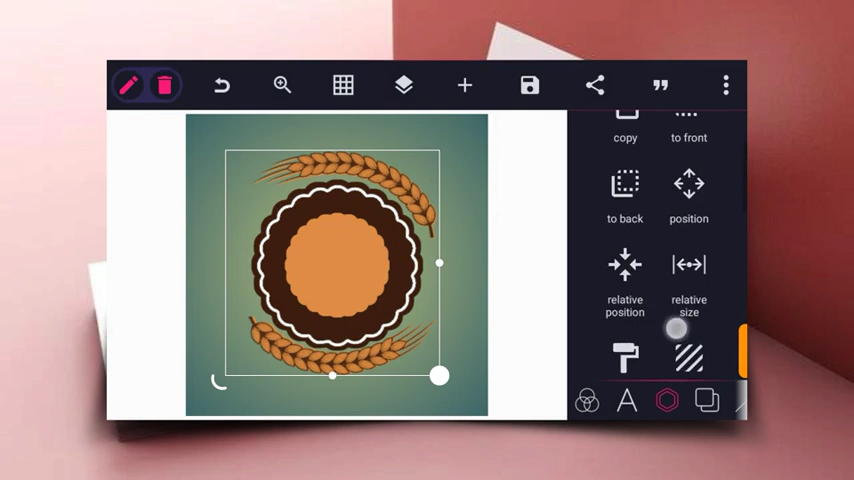 copy
to front
to back
position
relative
position
relative
size